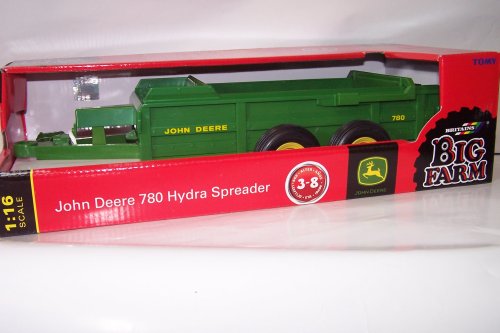 TOMY
JOHN DEERE
780
BRITAINS
BIG
FARM
John Deere 780 Hydra Spreader
3-8
JOHN DEERE
1:16
SCALE